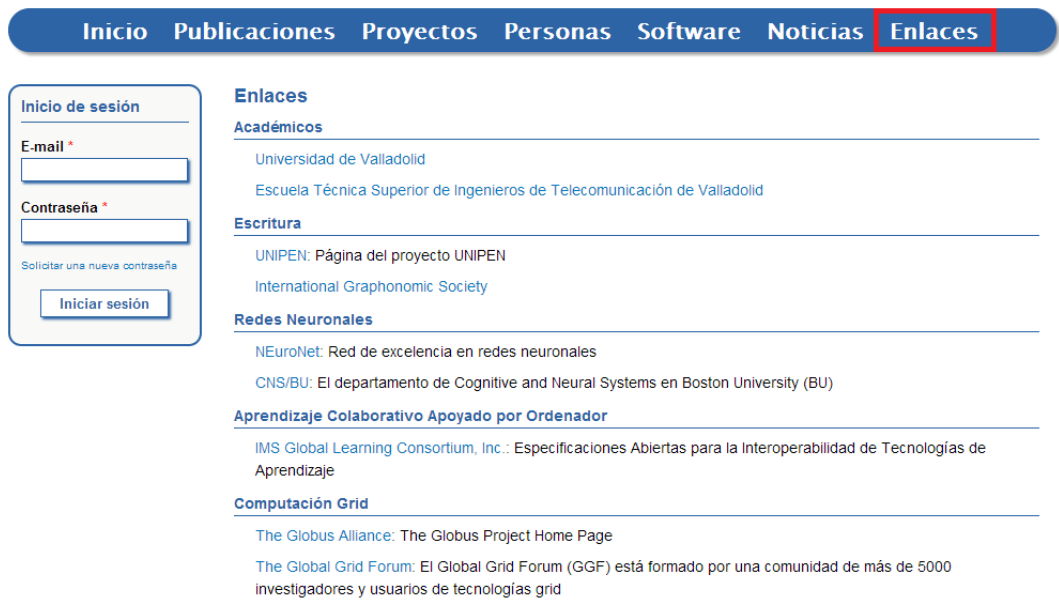 Inicio Publicaciones Proyectos Personas Software Noticias Enlaces
Inicio de sesión
E-mail *
Contraseña *
Solicitar una nueva contraseña
Iniciar sesión
Enlaces
Académicos
Universidad de Valladolid
Escuela Técnica Superior de Ingenieros de Telecomunicación de Valladolid
Escritura
UNIPEN: Página del proyecto UNIPEN
International Graphonomic Society
Redes Neuronales
NEuroNet: Red de excelencia en redes neuronales
CNS/BU: El departamento de Cognitive and Neural Systems en Boston University (BU)
Aprendizaje Colaborativo Apoyado por Ordenador
IMS Global Learning Consortium, Inc.: Especificaciones Abiertas para la Interoperabilidad de Tecnologías de
Aprendizaje
Computación Grid
The Globus Alliance: The Globus Project Home Page
The Global Grid Forum: El Global Grid Forum (GGF) está formado por una comunidad de más de 5000
investigadores y usuarios de tecnologías grid